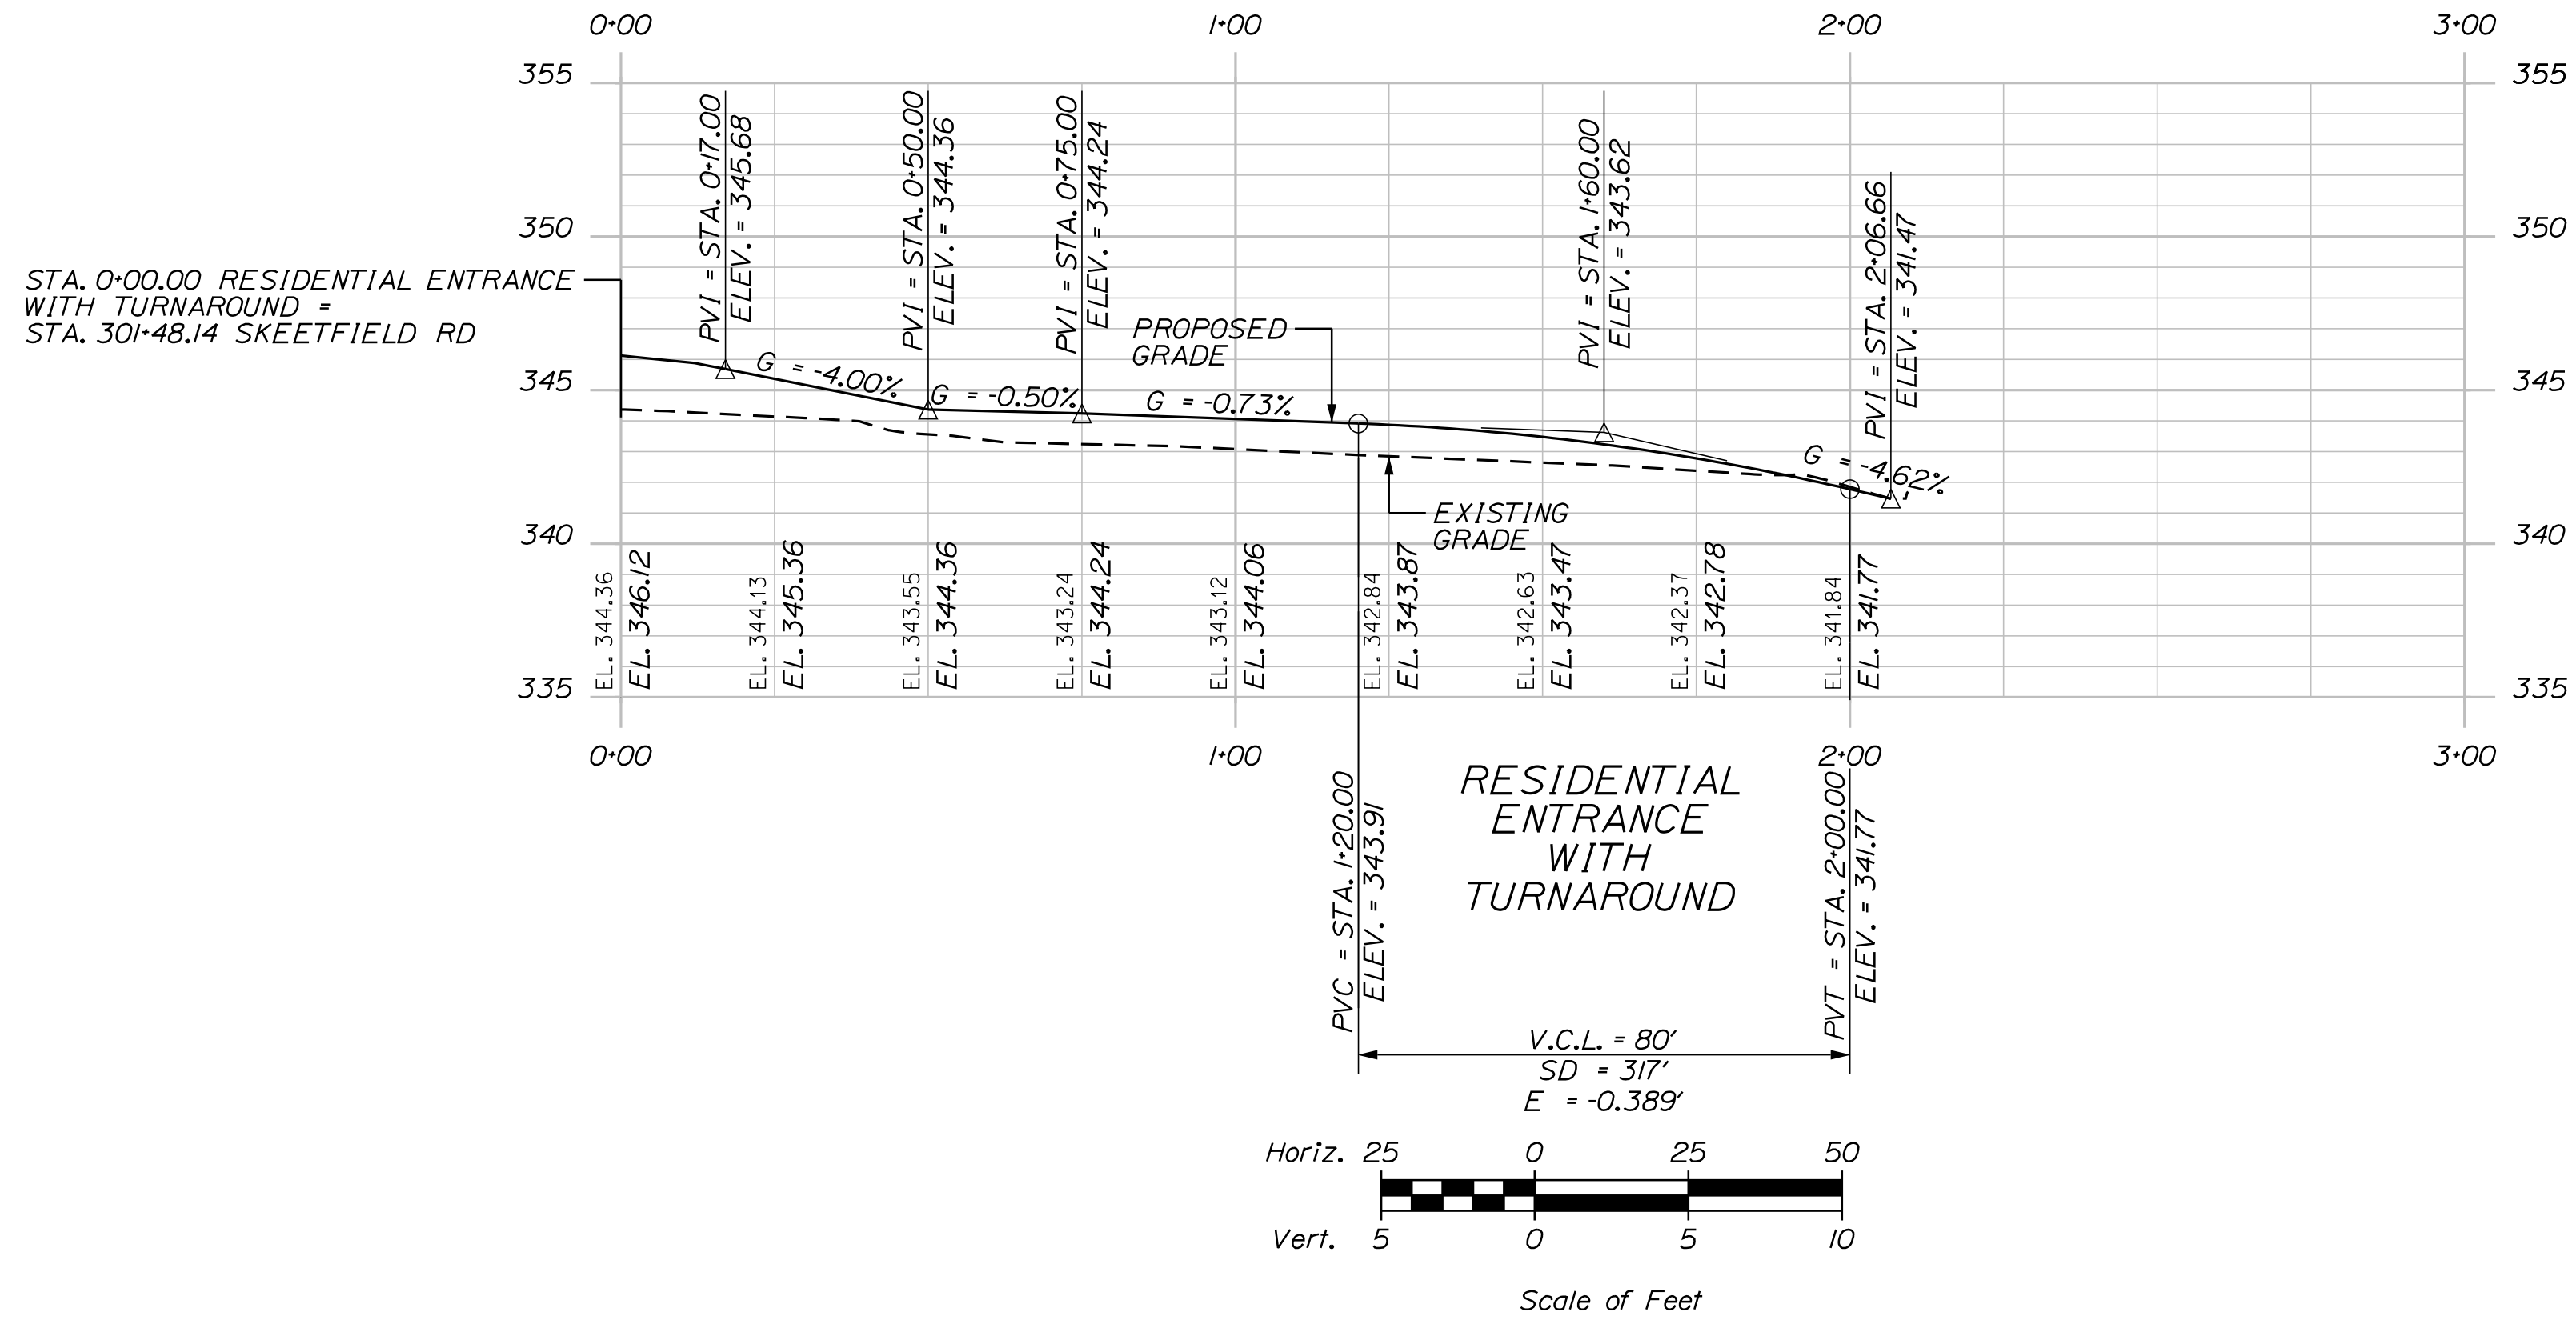 0+00 1+00 2+00 3+00
355 355
350 350
345 345
340 340
335 335
STA. 0+00.00 RESIDENTIAL ENTRANCE
WITH TURNAROUND =
STA. 301+48.14 SKEETFIELD RD
PVI = STA. 0+17.00
ELEV. = 345.68
PVI = STA. 0+50.00
ELEV. = 344.36
PVI = STA. 0+75.00
ELEV. = 344.24
PVI = STA. 1+60.00
ELEV. = 343.62
PVI = STA. 2+06.66
ELEV. = 341.47
G = -4.00%
G = -0.50%
G = -0.73%
G = -4.62%
PROPOSED
GRADE
EXISTING
GRADE
EL. 344.36
EL. 346.12
EL. 344.13
EL. 345.36
EL. 343.55
EL. 344.36
EL. 343.24
EL. 344.24
EL. 343.12
EL. 344.06
EL. 342.84
EL. 343.87
EL. 342.63
EL. 343.47
EL. 342.37
EL. 342.78
EL. 341.84
EL. 341.77
0+00 1+00 2+00 3+00
PVC = STA. 1+20.00
ELEV. = 343.91
RESIDENTIAL
ENTRANCE
WITH
TURNAROUND
PVT = STA. 2+00.00
ELEV. = 341.77
V.C.L. = 80'
SD = 317'
E = -0.389'
Horiz. 25 0 25 50
Vert. 5 0 5 10
Scale of Feet